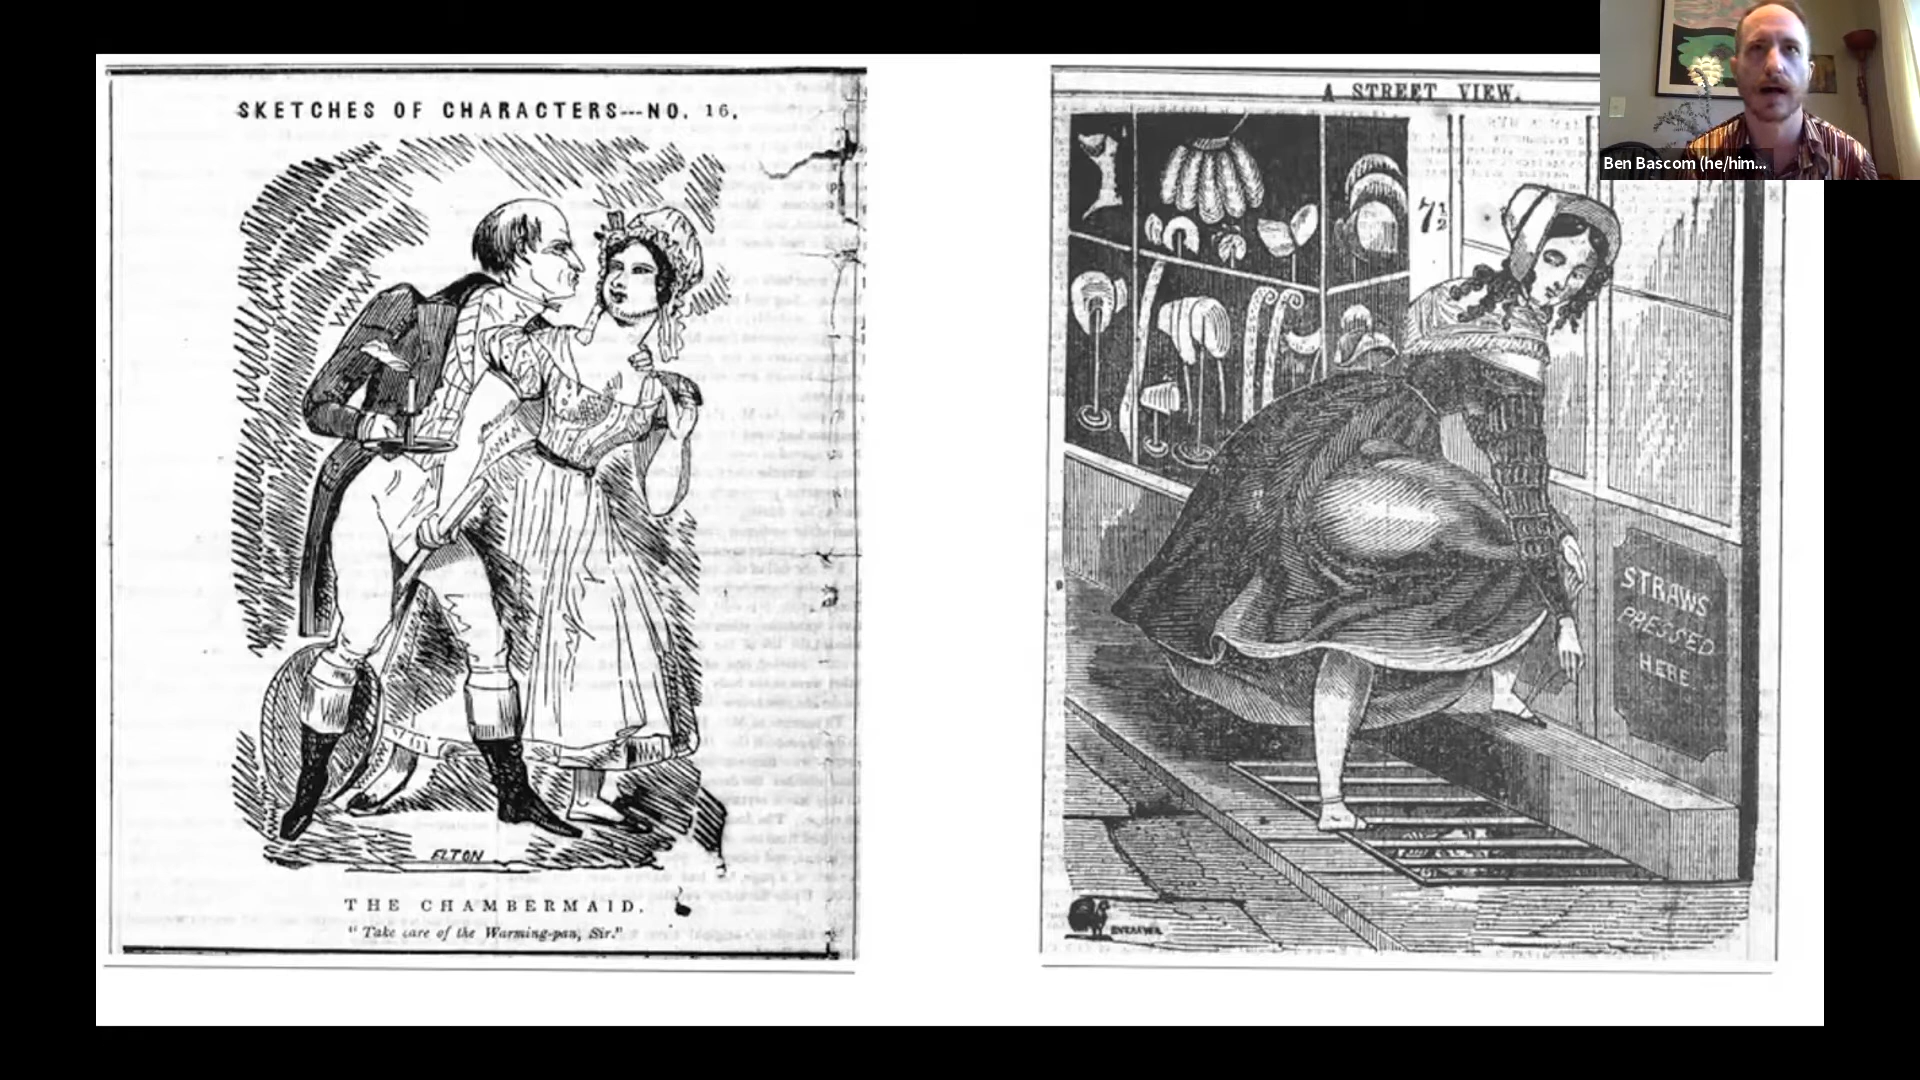 SKETCHES OF CHARACTERS---NO. 16.
ELTON
THE CHAMBERMAID.
"Take care of the Warming-pan, Sir."
A STREET VIEW.
7½
STRAWS
PRESSED
HERE
Ben Bascom (he/him...